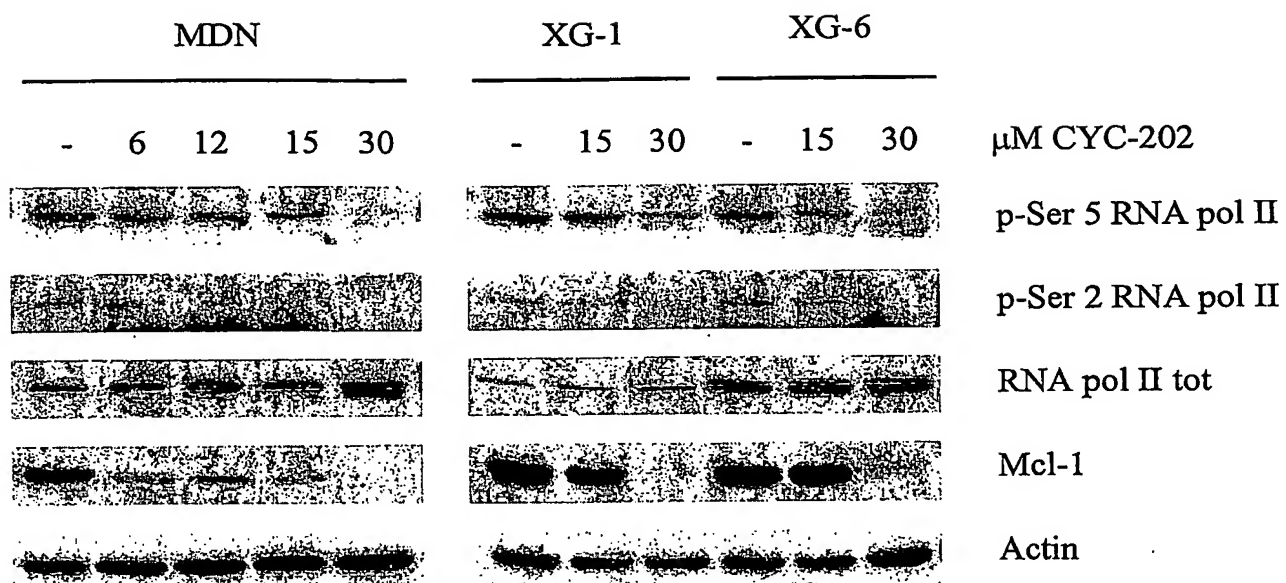 MDN XG-1 XG-6
- 6 12 15 30 - 15 30 - 15 30 μM CYC-202
p-Ser 5 RNA pol II
p-Ser 2 RNA pol II
RNA pol II tot
Mcl-1
Actin